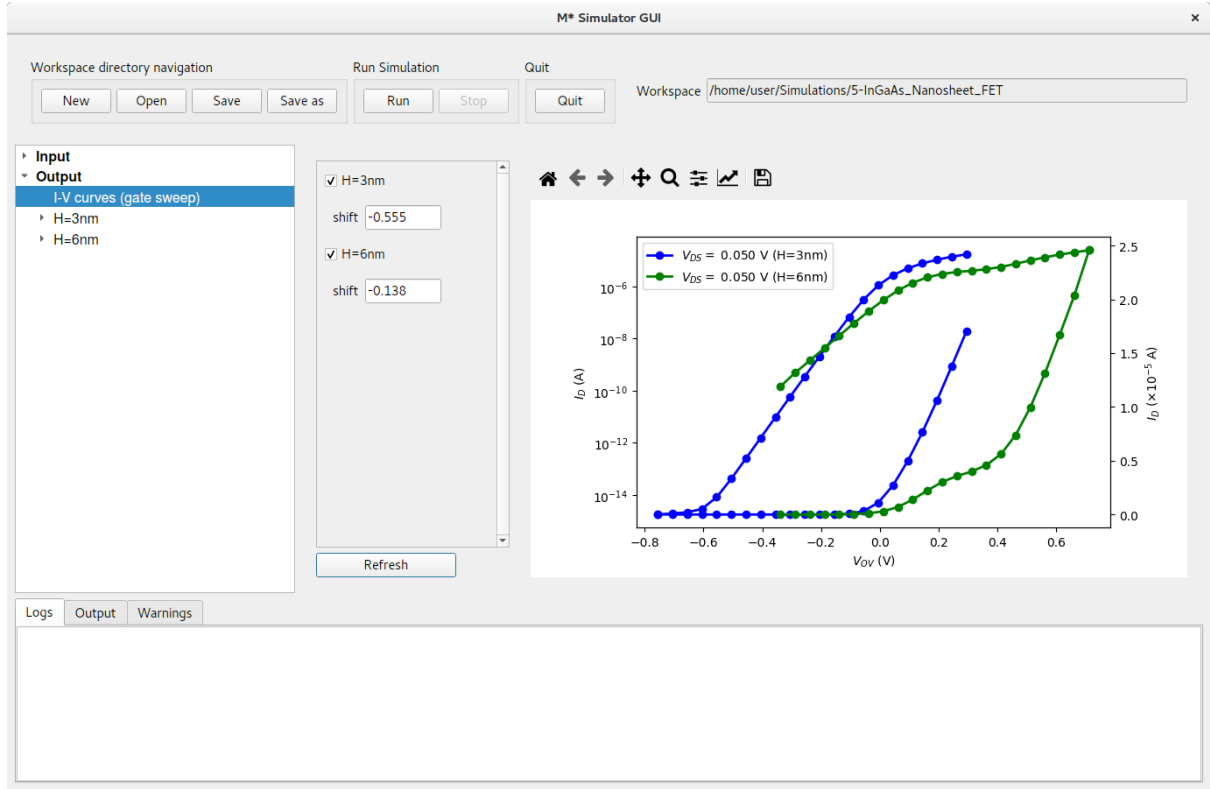 M* Simulator GUI
Workspace directory navigation
Run Simulation
Quit
New
Open
Save
Save as
Run
Stop
Quit
Workspace
/home/user/Simulations/5-InGaAs_Nanosheet_FET
Input
Output
I-V curves (gate sweep)
H=3nm
H=6nm
H=3nm
shift -0.555
H=6nm
shift -0.138
Refresh
V_DS = 0.050 V (H=3nm)
V_DS = 0.050 V (H=6nm)
I_D (A)
10⁻⁶
10⁻⁸
10⁻¹⁰
10⁻¹²
10⁻¹⁴
2.5
2.0
1.5
1.0
0.5
0.0
I_D (×10⁻⁵ A)
−0.8 −0.6 −0.4 −0.2 0.0 0.2 0.4 0.6
V_OV (V)
Logs
Output
Warnings